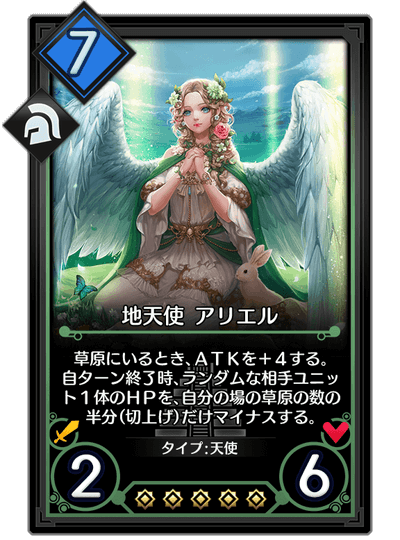 7
地天使 アリエル
草原にいるとき、ATKを+4する。
自ターン終了時、ランダムな相手ユニッ
ト1体のHPを、自分の場の草原の数の
半分(切上げ)だけマイナスする。
タイプ:天使
2
6